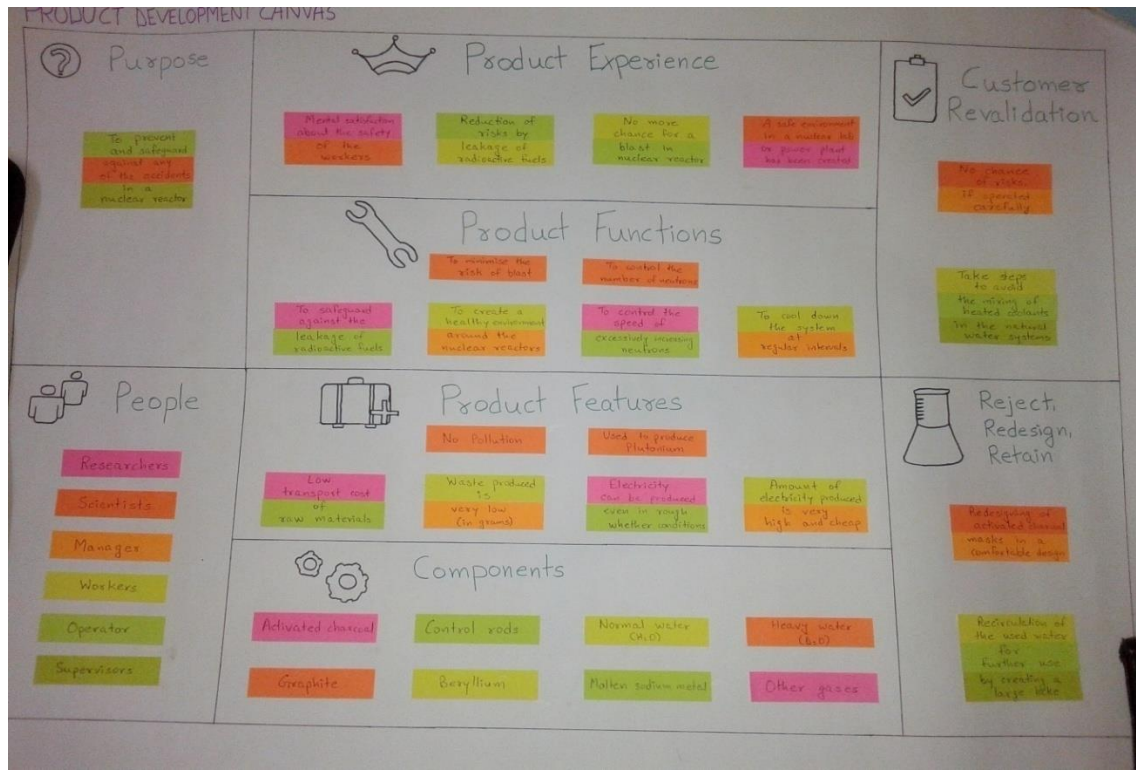 PRODUCT DEVELOPMENT CANVAS
Purpose
To prevent
and safeguard
against any
of the accidents
in a
nuclear reactor
Product Experience
Mental satisfaction
about the safety
of the
workers
Reduction of
risks by
leakage of
radioactive fuels
No more
chance for a
blast in
nuclear reactor
A safe environment
in a nuclear lab
or power plant
has been created
Customer
Revalidation
No chance
of risks
if operated
carefully
Take steps
to avoid
the mixing of
heated coolants
in the natural
water systems
Product Functions
To minimise the
risk of blast
To control the
number of neutrons
To safeguard
against the
leakage of
radioactive fuels
To create a
healthy environment
around the
nuclear reactors
To control the
speed of
excessively increasing
neutrons
To cool down
the system
at
regular intervals
People
Researchers
Scientists
Manager
Workers
Operator
Supervisors
Product Features
No Pollution
Used to produce
Plutonium
Low
transport cost
of
raw materials
Waste produced
is
very low
(in grams)
Electricity
can be produced
even in rough
whether conditions
Amount of
electricity produced
is very
high and cheap
Components
Activated charcoal
Control rods
Normal water
(H₂O)
Heavy water
(D₂O)
Graphite
Beryllium
Molten sodium metal
Other gases
Reject,
Redesign,
Retain
Redesigning of
activated charcoal
masks in a
comfortable design
Recirculation of
the used water
for
further use
by creating a
large lake